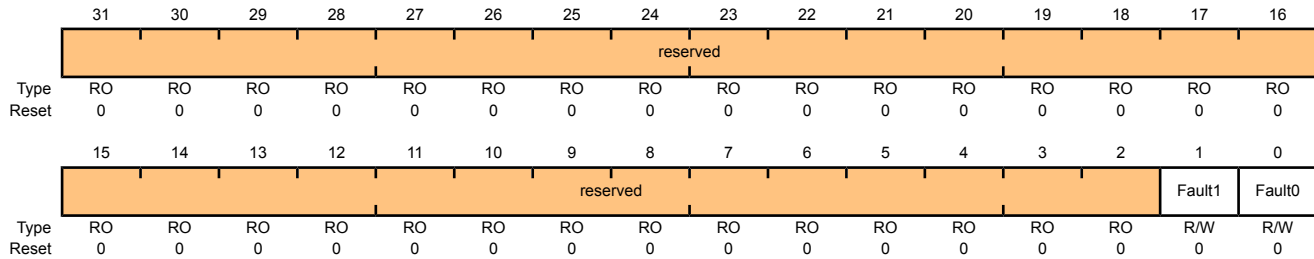 31 30 29 28 27 26 25 24 23 22 21 20 19 18 17 16
reserved
Type RO RO RO RO RO RO RO RO RO RO RO RO RO RO RO RO
Reset 0 0 0 0 0 0 0 0 0 0 0 0 0 0 0 0
15 14 13 12 11 10 9 8 7 6 5 4 3 2 1 0
reserved Fault1 Fault0
Type RO RO RO RO RO RO RO RO RO RO RO RO RO RO R/W R/W
Reset 0 0 0 0 0 0 0 0 0 0 0 0 0 0 0 0